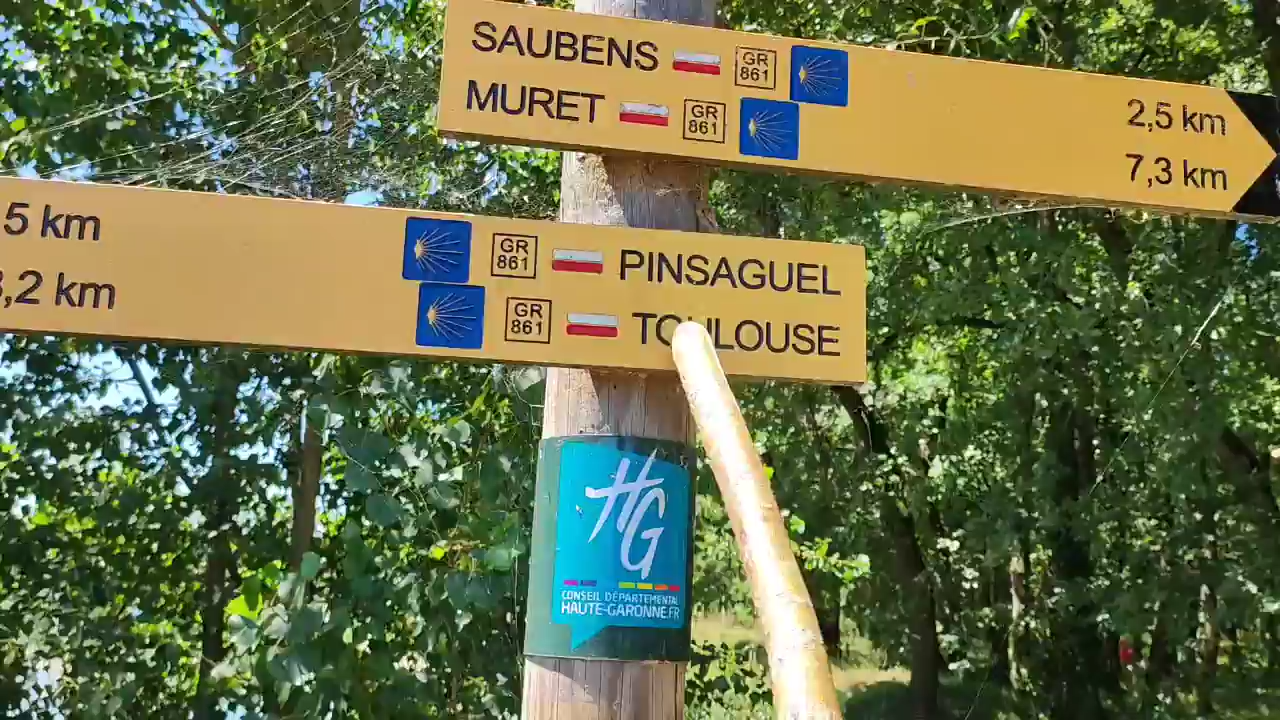 SAUBENS GR 861 2,5 km
MURET GR 861 7,3 km
5 km GR 861 PINSAGUEL
,2 km GR 861 TOULOUSE
HG
CONSEIL DÉPARTEMENTAL
HAUTE-GARONNE.FR